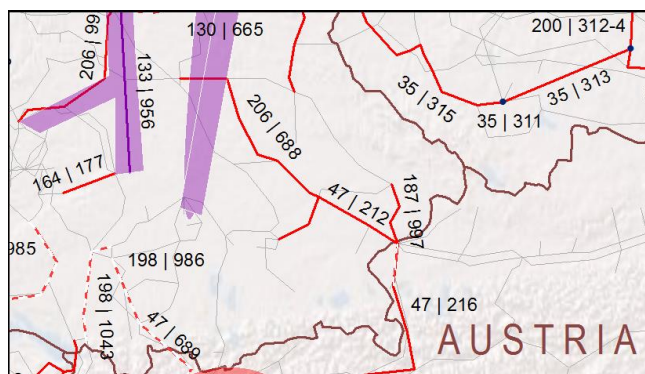 200 | 312-4
130 | 665
206 | 99
133 | 956
35 | 315
35 | 313
35 | 311
206 | 688
164 | 177
47 | 212
187 | 997
985
198 | 986
198 | 1043
47 | 689
47 | 216
AUSTRIA